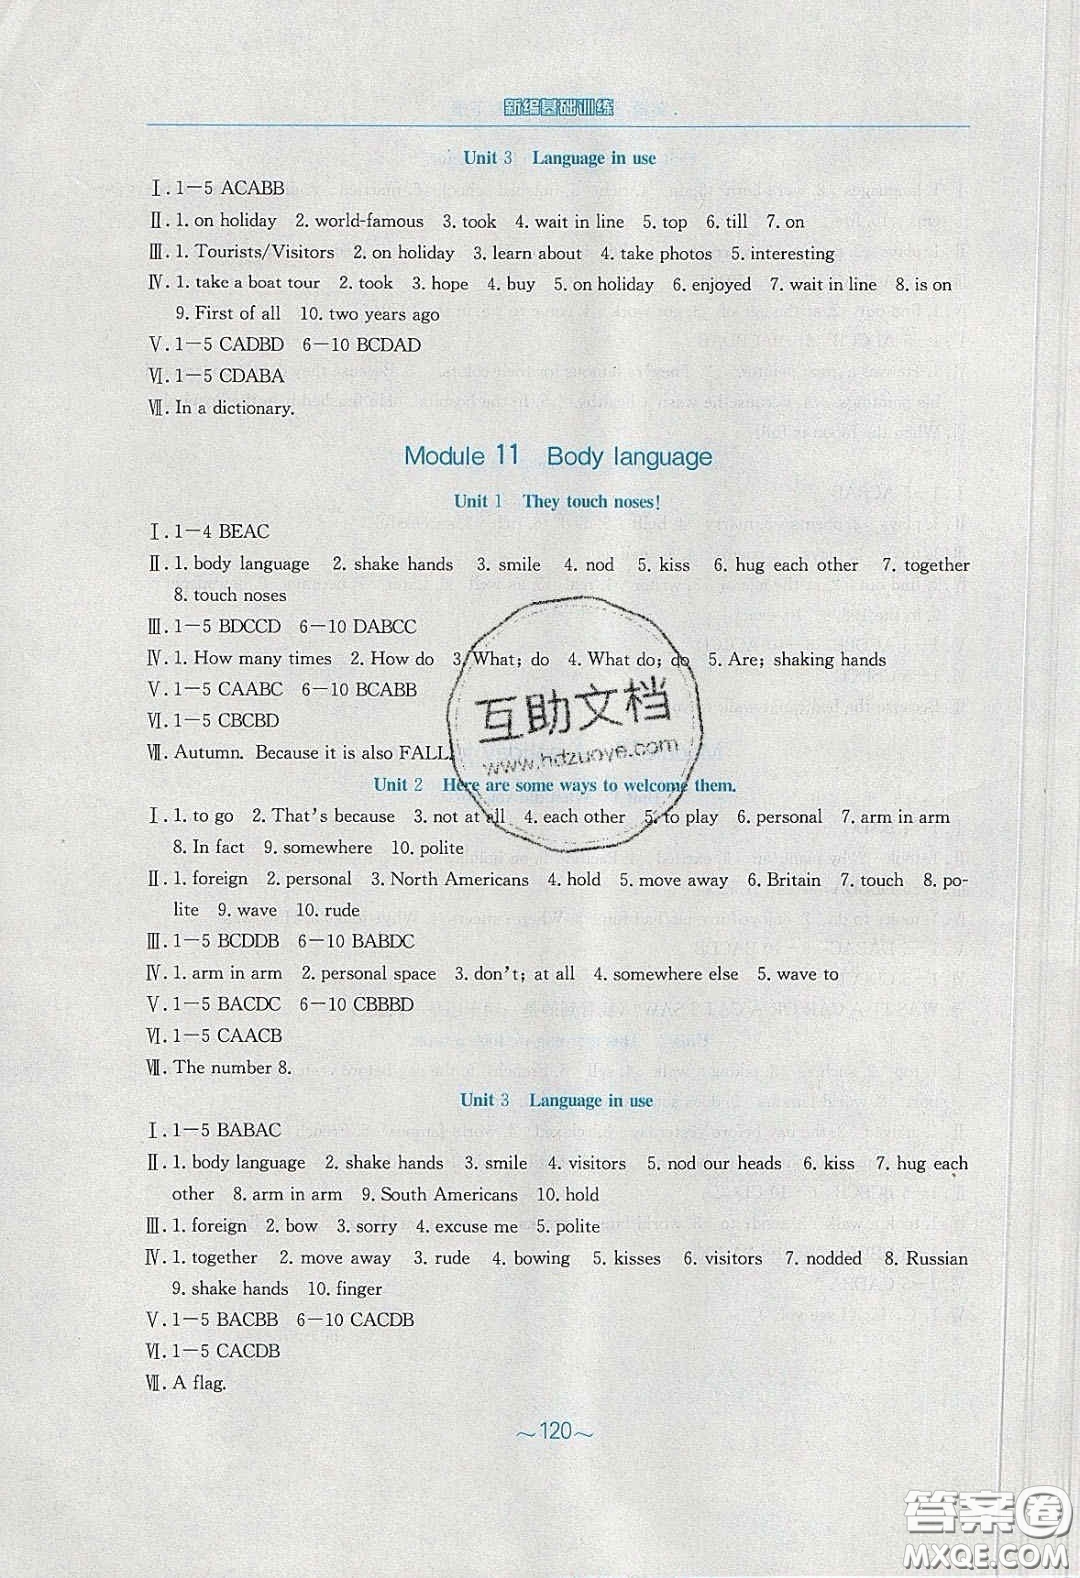 新编基础训练
Unit 3 Language in use
Ⅰ. 1—5 ACABB
Ⅱ. 1. on holiday 2. world-famous 3. took 4. wait in line 5. top 6. till 7. on
Ⅲ. 1. Tourists/Visitors 2. on holiday 3. learn about 4. take photos 5. interesting
Ⅳ. 1. take a boat tour 2. took 3. hope 4. buy 5. on holiday 6. enjoyed 7. wait in line 8. is on
9. First of all 10. two years ago
Ⅴ. 1—5 CADBD 6—10 BCDAD
Ⅵ. 1—5 CDABA
Ⅶ. In a dictionary.
Module 11 Body language
Unit 1 They touch noses!
Ⅰ. 1—4 BEAC
Ⅱ. 1. body language 2. shake hands 3. smile 4. nod 5. kiss 6. hug each other 7. together
8. touch noses
Ⅲ. 1—5 BDCCD 6—10 DABCC
Ⅳ. 1. How many times 2. How do 3. What; do 4. What do; do 5. Are; shaking hands
Ⅴ. 1—5 CAABC 6—10 BCABB
Ⅵ. 1—5 CBCBD
Ⅶ. Autumn. Because it is also FALL.
互助文档
www.hdzuoye.com
Unit 2 Here are some ways to welcome them.
Ⅰ. 1. to go 2. That's because 3. not at all 4. each other 5. to play 6. personal 7. arm in arm
8. In fact 9. somewhere 10. polite
Ⅱ. 1. foreign 2. personal 3. North Americans 4. hold 5. move away 6. Britain 7. touch 8. po-
lite 9. wave 10. rude
Ⅲ. 1—5 BCDDB 6—10 BABDC
Ⅳ. 1. arm in arm 2. personal space 3. don't; at all 4. somewhere else 5. wave to
Ⅴ. 1—5 BACDC 6—10 CBBBD
Ⅵ. 1—5 CAACB
Ⅶ. The number 8.
Unit 3 Language in use
Ⅰ. 1—5 BABAC
Ⅱ. 1. body language 2. shake hands 3. smile 4. visitors 5. nod our heads 6. kiss 7. hug each
other 8. arm in arm 9. South Americans 10. hold
Ⅲ. 1. foreign 2. bow 3. sorry 4. excuse me 5. polite
Ⅳ. 1. together 2. move away 3. rude 4. bowing 5. kisses 6. visitors 7. nodded 8. Russian
9. shake hands 10. finger
Ⅴ. 1—5 BACBB 6—10 CACDB
Ⅵ. 1—5 CACDB
Ⅶ. A flag.
~120~
答案圈
MXQE.COM